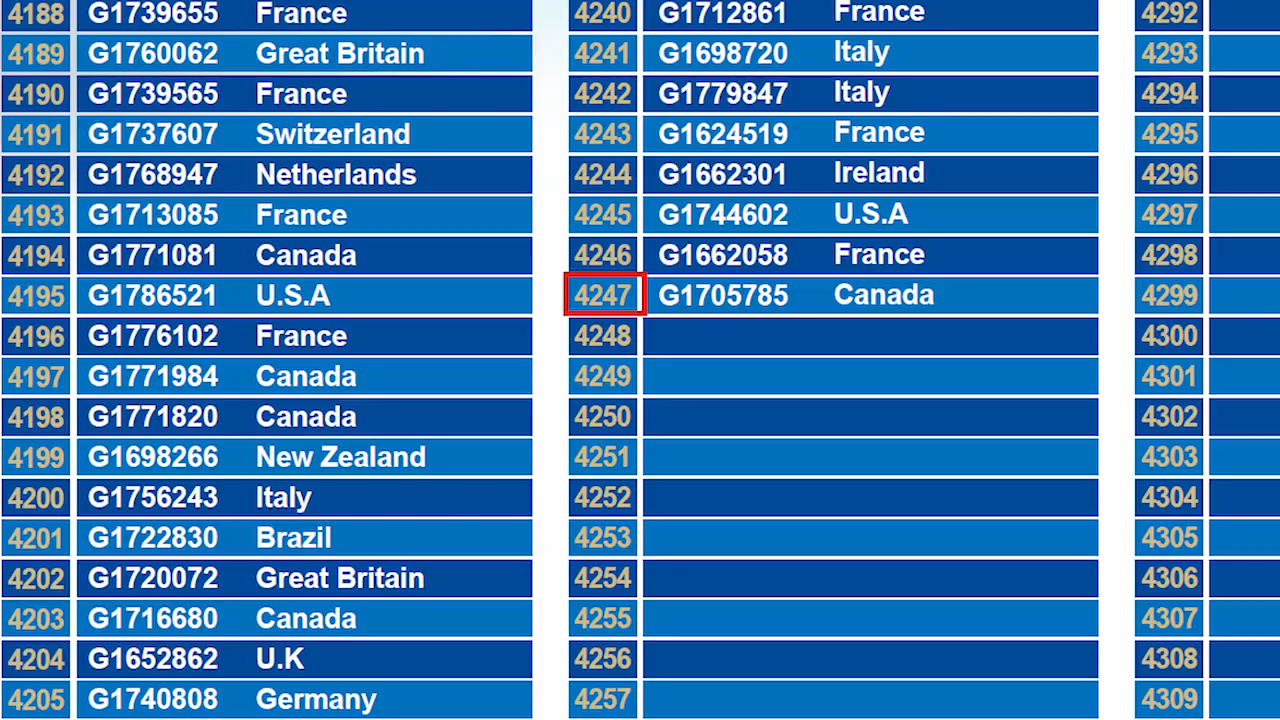 4188 G1739655 France 4240 G1712861 France 4292
4189 G1760062 Great Britain 4241 G1698720 Italy 4293
4190 G1739565 France 4242 G1779847 Italy 4294
4191 G1737607 Switzerland 4243 G1624519 France 4295
4192 G1768947 Netherlands 4244 G1662301 Ireland 4296
4193 G1713085 France 4245 G1744602 U.S.A 4297
4194 G1771081 Canada 4246 G1662058 France 4298
4195 G1786521 U.S.A 4247 G1705785 Canada 4299
4196 G1776102 France 4248 4300
4197 G1771984 Canada 4249 4301
4198 G1771820 Canada 4250 4302
4199 G1698266 New Zealand 4251 4303
4200 G1756243 Italy 4252 4304
4201 G1722830 Brazil 4253 4305
4202 G1720072 Great Britain 4254 4306
4203 G1716680 Canada 4255 4307
4204 G1652862 U.K 4256 4308
4205 G1740808 Germany 4257 4309